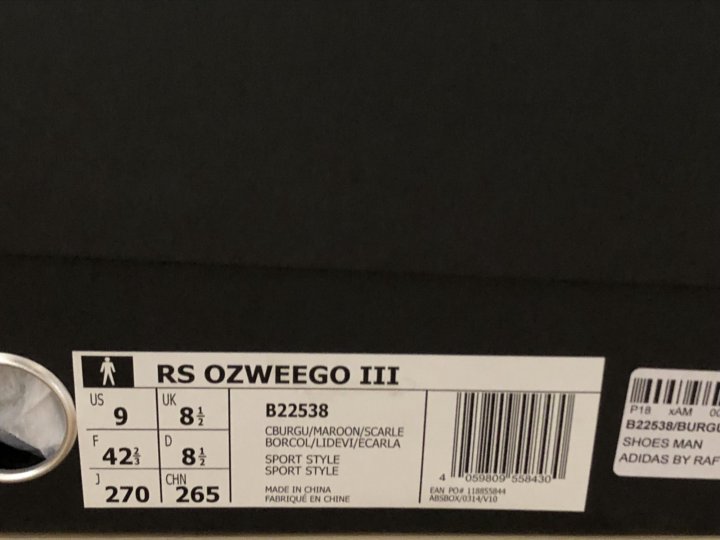 RS OZWEEGO III
US 9 UK 8½
F 42⅔ D 8½
J 270 CHN 265
B22538
CBURGU/MAROON/SCARLE
BORCOL/LIDEVI/ECARLA
SPORT STYLE
SPORT STYLE
MADE IN CHINA
FABRIQUÉ EN CHINE
4 059809 558430
EAN PO# 118855844
ABSBOX/0314/V10
P18 xAM 00
B22538/BURGU
SHOES MAN
ADIDAS BY RAF